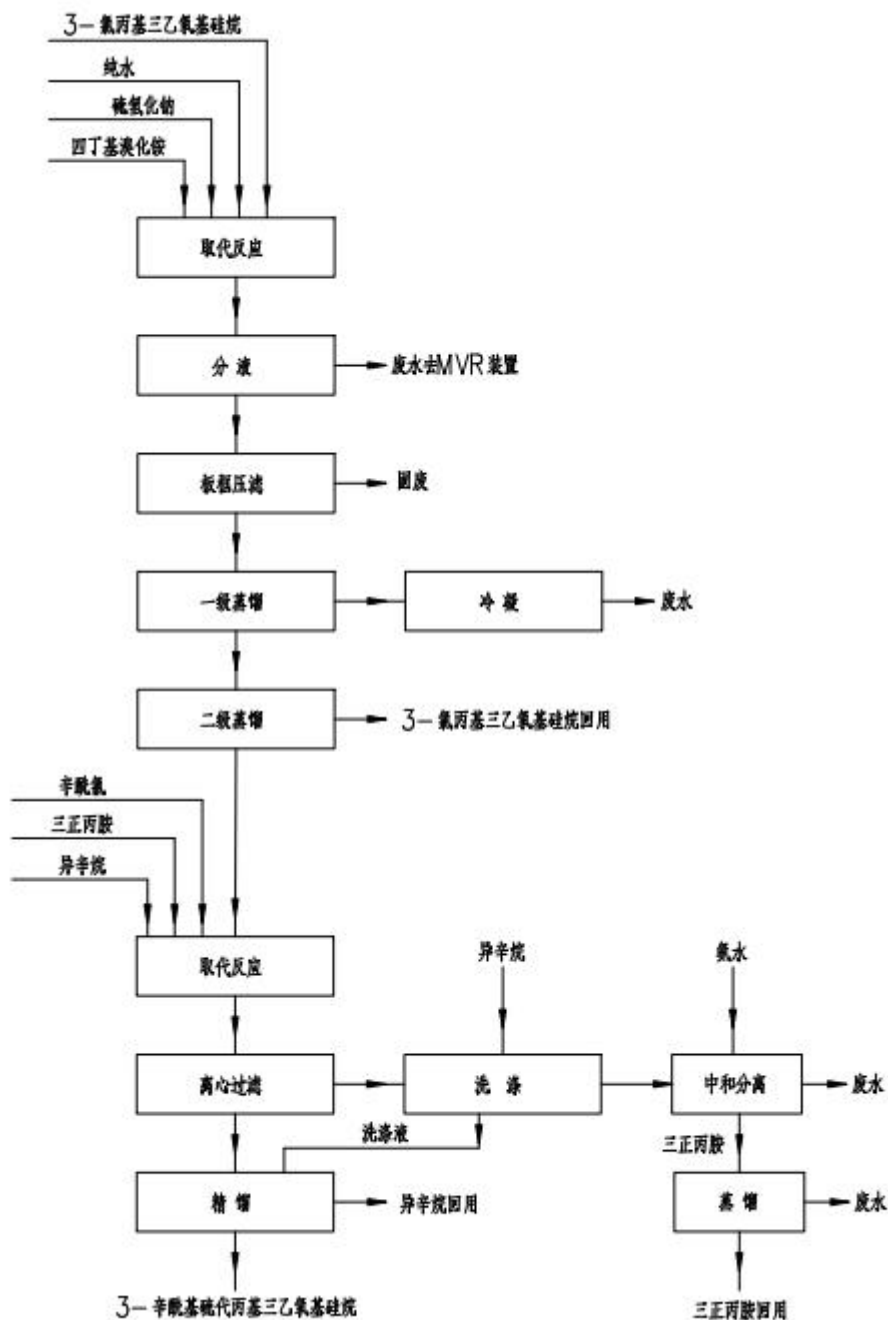 3-氯丙基三乙氧基硅烷
纯水
硫氢化钠
四丁基溴化铵
取代反应
分 液
废水去MVR装置
板框压滤
固废
一级蒸馏
冷 凝
废水
二级蒸馏
3-氯丙基三乙氧基硅烷回用
辛酰氯
三正丙胺
异辛烷
取代反应
异辛烷
氨水
离心过滤
洗 涤
中和分离
废水
洗涤液
三正丙胺
精 馏
异辛烷回用
蒸 馏
废水
3-辛酰基硫代丙基三乙氧基硅烷
三正丙胺回用